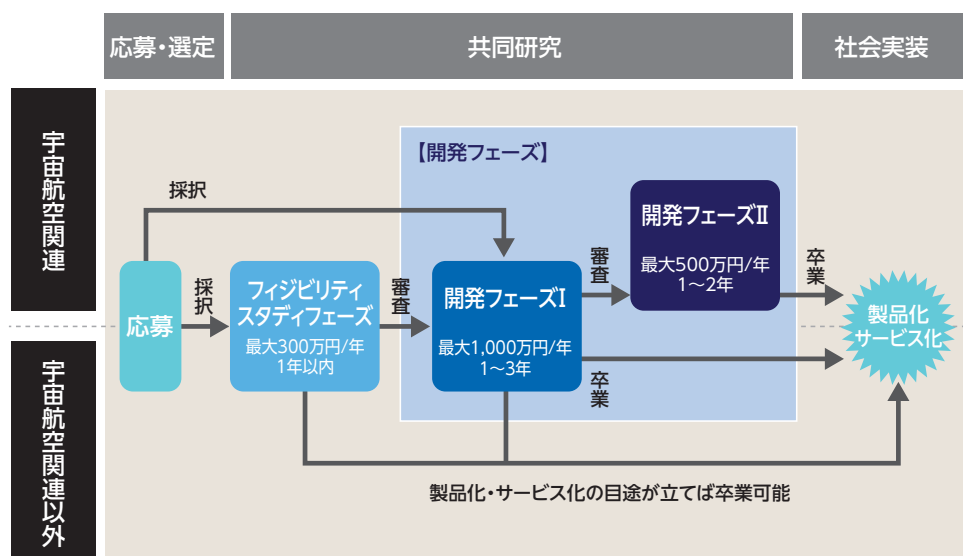 応募・選定
共同研究
社会実装
宇宙航空関連
宇宙航空関連以外
【開発フェーズ】
採択
応募
採択
フィジビリティ
スタディフェーズ
最大300万円/年
1年以内
審査
開発フェーズⅠ
最大1,000万円/年
1〜3年
審査
開発フェーズⅡ
最大500万円/年
1〜2年
卒業
卒業
製品化
サービス化
製品化・サービス化の目途が立てば卒業可能